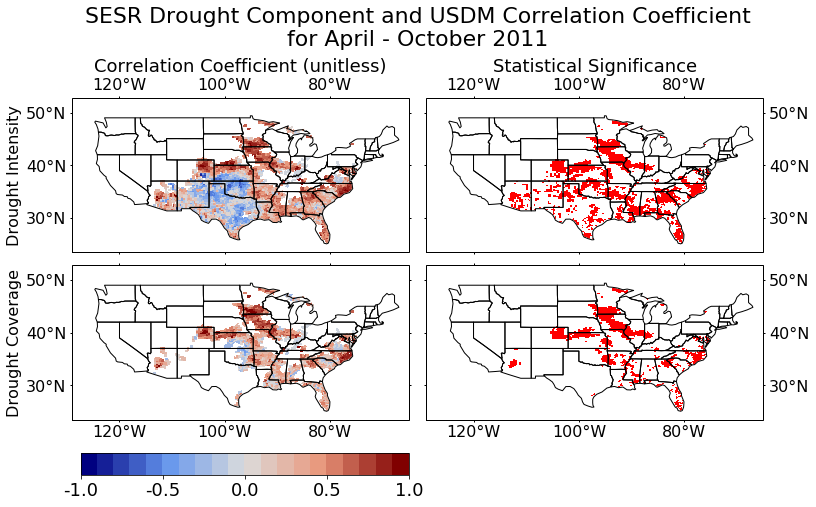 SESR Drought Component and USDM Correlation Coefficient
for April - October 2011
Correlation Coefficient (unitless) Statistical Significance
120°W 100°W 80°W 120°W 100°W 80°W
Drought Intensity
50°N 50°N
40°N 40°N
30°N 30°N
Drought Coverage
50°N 50°N
40°N 40°N
30°N 30°N
120°W 100°W 80°W 120°W 100°W 80°W
-1.0 -0.5 0.0 0.5 1.0